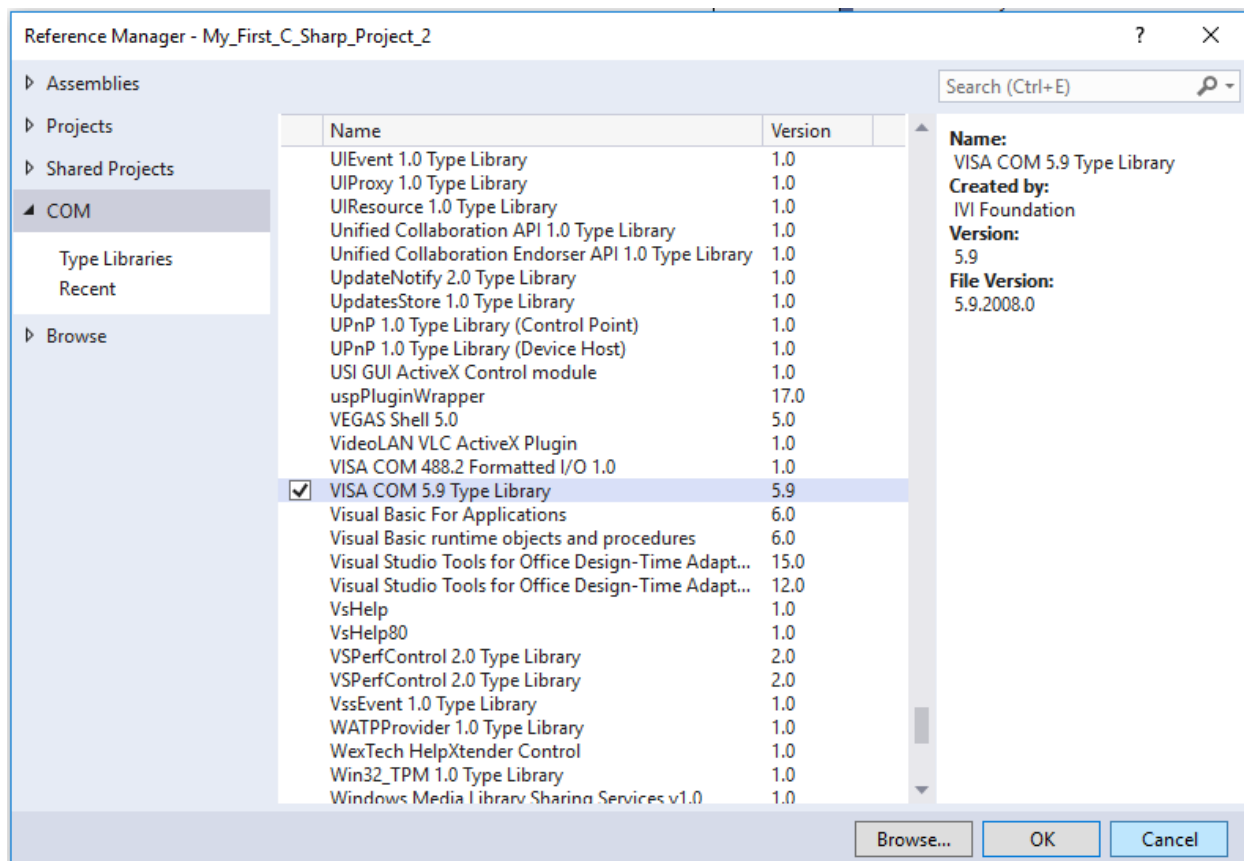 Reference Manager - My_First_C_Sharp_Project_2 ?
Assemblies
Projects
Shared Projects
COM
Type Libraries
Recent
Browse
Name Version
UIEvent 1.0 Type Library 1.0
UIProxy 1.0 Type Library 1.0
UIResource 1.0 Type Library 1.0
Unified Collaboration API 1.0 Type Library 1.0
Unified Collaboration Endorser API 1.0 Type Library 1.0
UpdateNotify 2.0 Type Library 1.0
UpdatesStore 1.0 Type Library 1.0
UPnP 1.0 Type Library (Control Point) 1.0
UPnP 1.0 Type Library (Device Host) 1.0
USI GUI ActiveX Control module 1.0
uspPluginWrapper 17.0
VEGAS Shell 5.0 5.0
VideoLAN VLC ActiveX Plugin 1.0
VISA COM 488.2 Formatted I/O 1.0 1.0
VISA COM 5.9 Type Library 5.9
Visual Basic For Applications 6.0
Visual Basic runtime objects and procedures 6.0
Visual Studio Tools for Office Design-Time Adapt... 15.0
Visual Studio Tools for Office Design-Time Adapt... 12.0
VsHelp 1.0
VsHelp80 1.0
VSPerfControl 2.0 Type Library 2.0
VSPerfControl 2.0 Type Library 2.0
VssEvent 1.0 Type Library 1.0
WATPProvider 1.0 Type Library 1.0
WexTech HelpXtender Control 1.0
Win32_TPM 1.0 Type Library 1.0
Windows Media Library Sharing Services v1.0 1.0
Search (Ctrl+E)
Name:
VISA COM 5.9 Type Library
Created by:
IVI Foundation
Version:
5.9
File Version:
5.9.2008.0
Browse... OK Cancel